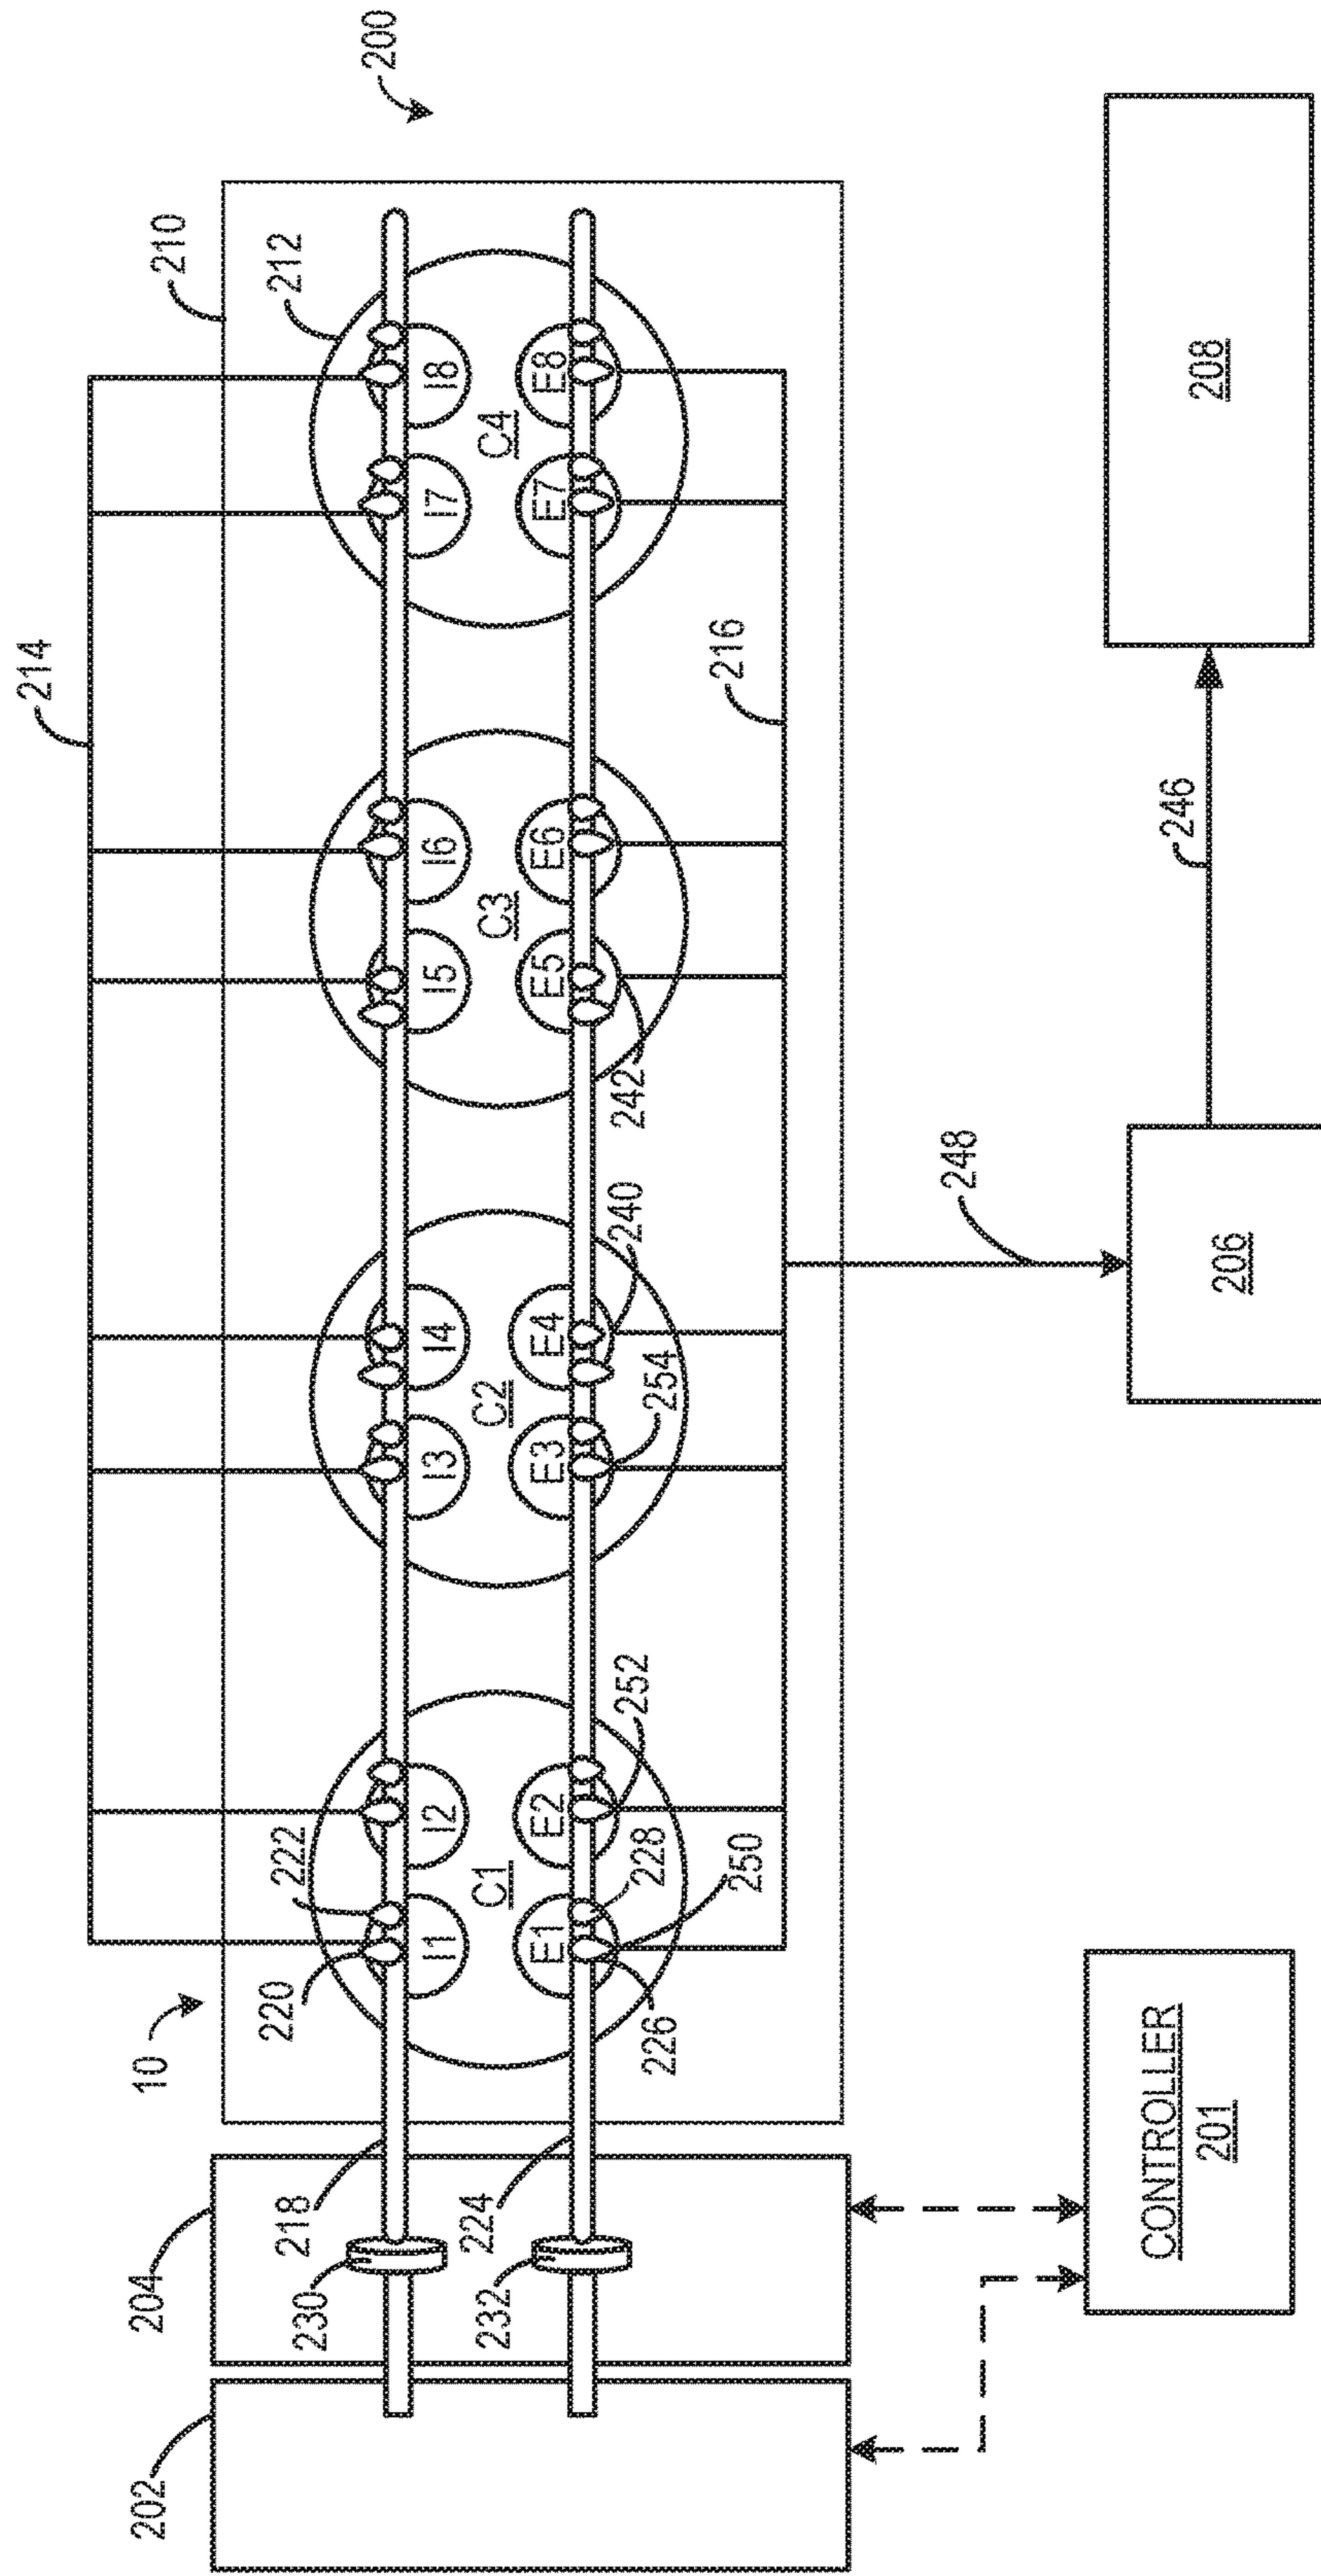 200
210
212
214
10
220
222
I1
I2
I3
I4
I5
I6
I7
I8
C1
C2
C3
C4
E1
E2
E3
E4
E5
E6
E7
E8
226
228
250
252
254
240
242
216
202
204
218
230
224
232
248
246
206
208
CONTROLLER
201